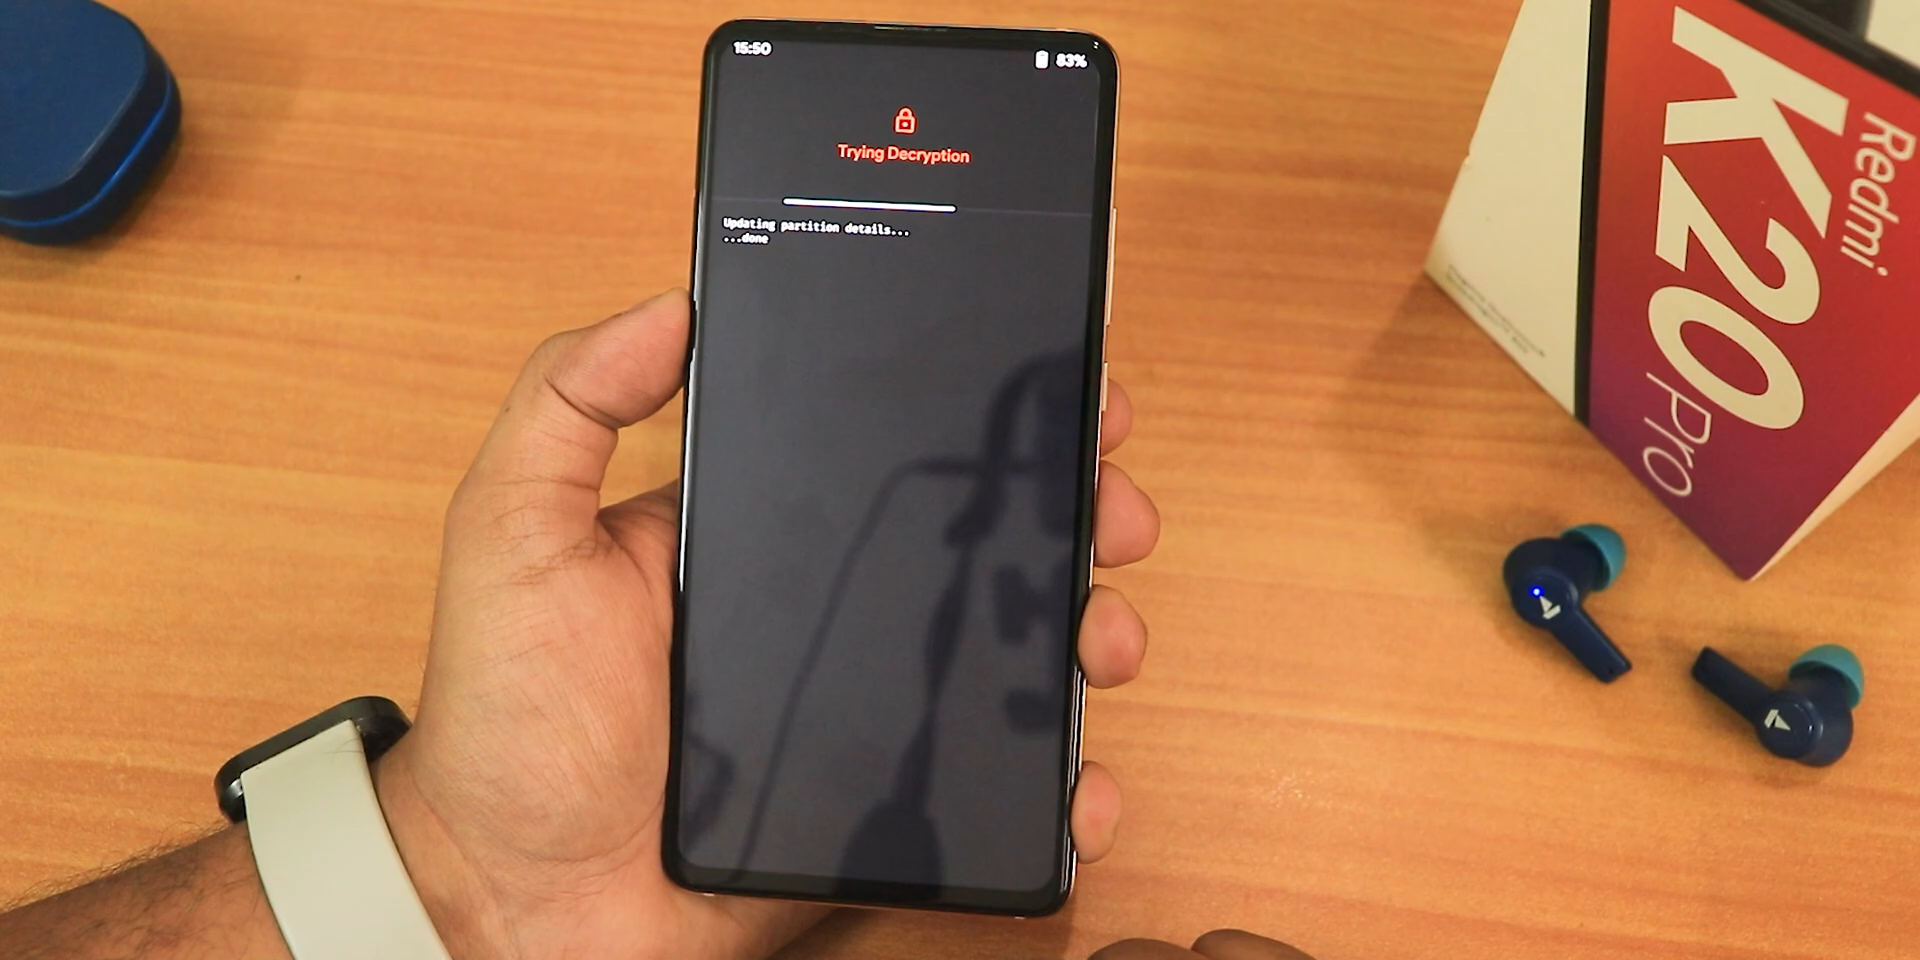 15:50
83%
Trying Decryption
Updating partition details...
...done
Redmi
K20
Pro